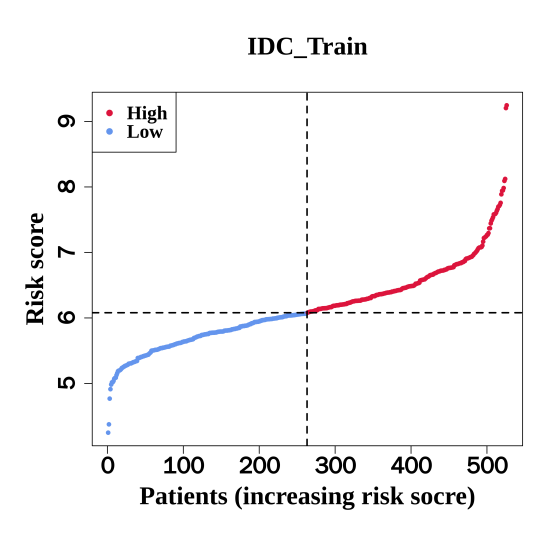 IDC_Train
High
Low
Risk score
9
8
7
6
5
0 100 200 300 400 500
Patients (increasing risk socre)